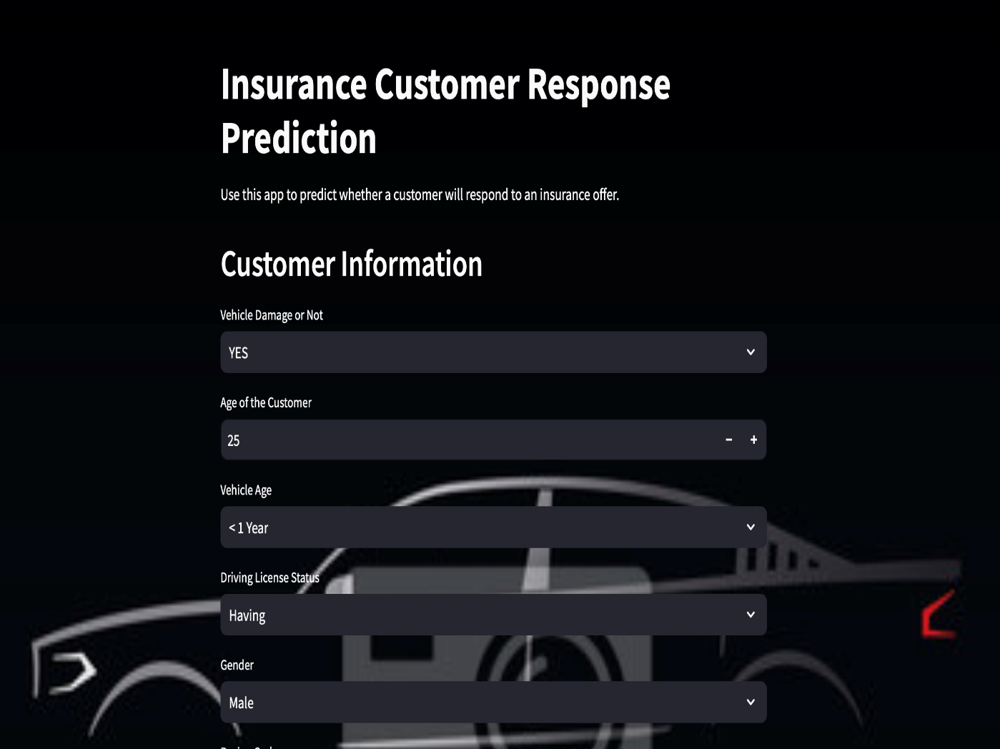 Insurance Customer Response
Prediction
Use this app to predict whether a customer will respond to an insurance offer.
Customer Information
Vehicle Damage or Not
YES
Age of the Customer
25
Vehicle Age
< 1 Year
Driving License Status
Having
Gender
Male